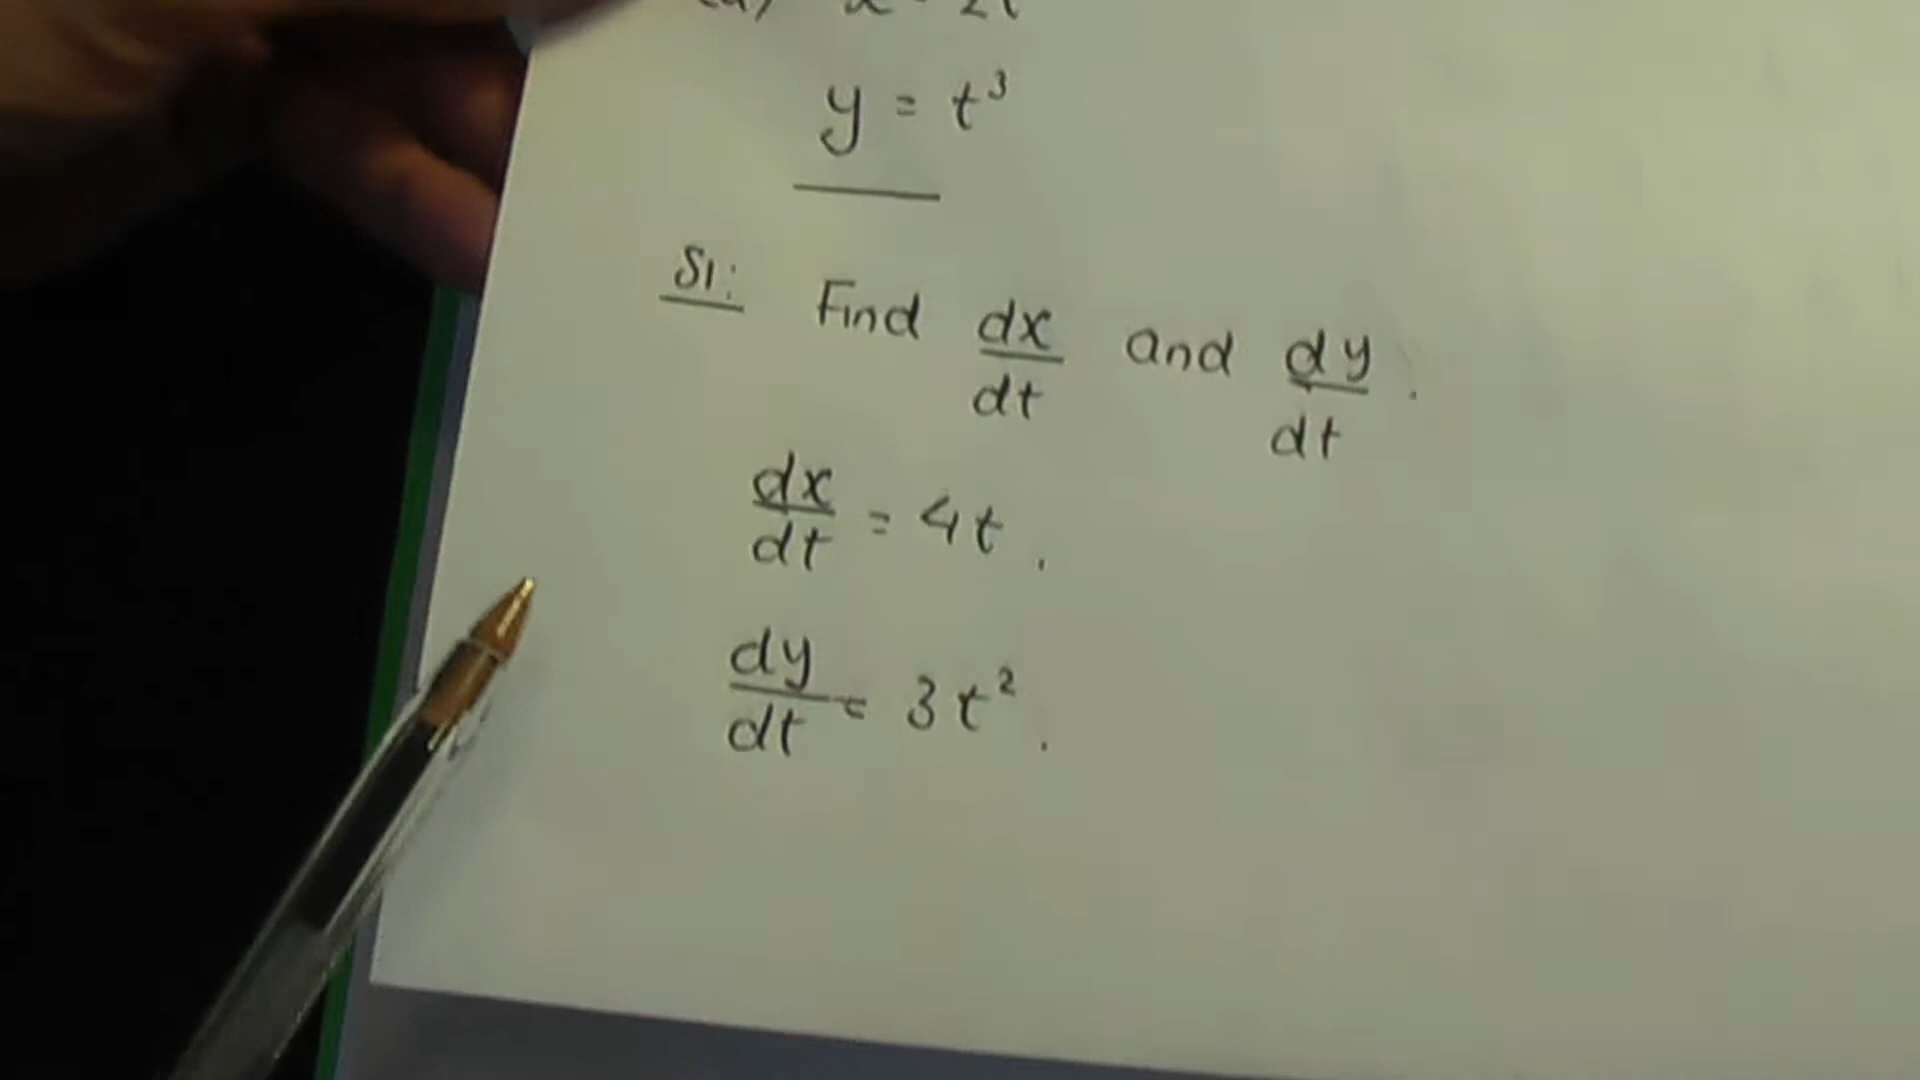 y = t³
S1: Find dx/dt and dy/dt.
dx/dt = 4t.
dy/dt = 3t².